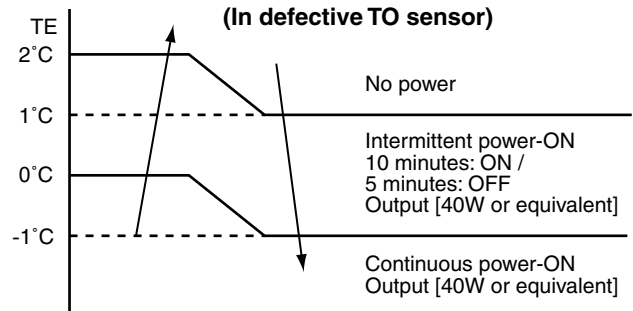 (In defective TO sensor)
TE
2˚C
No power
1˚C
Intermittent power-ON
10 minutes: ON /
5 minutes: OFF
Output [40W or equivalent]
0˚C
-1˚C
Continuous power-ON
Output [40W or equivalent]